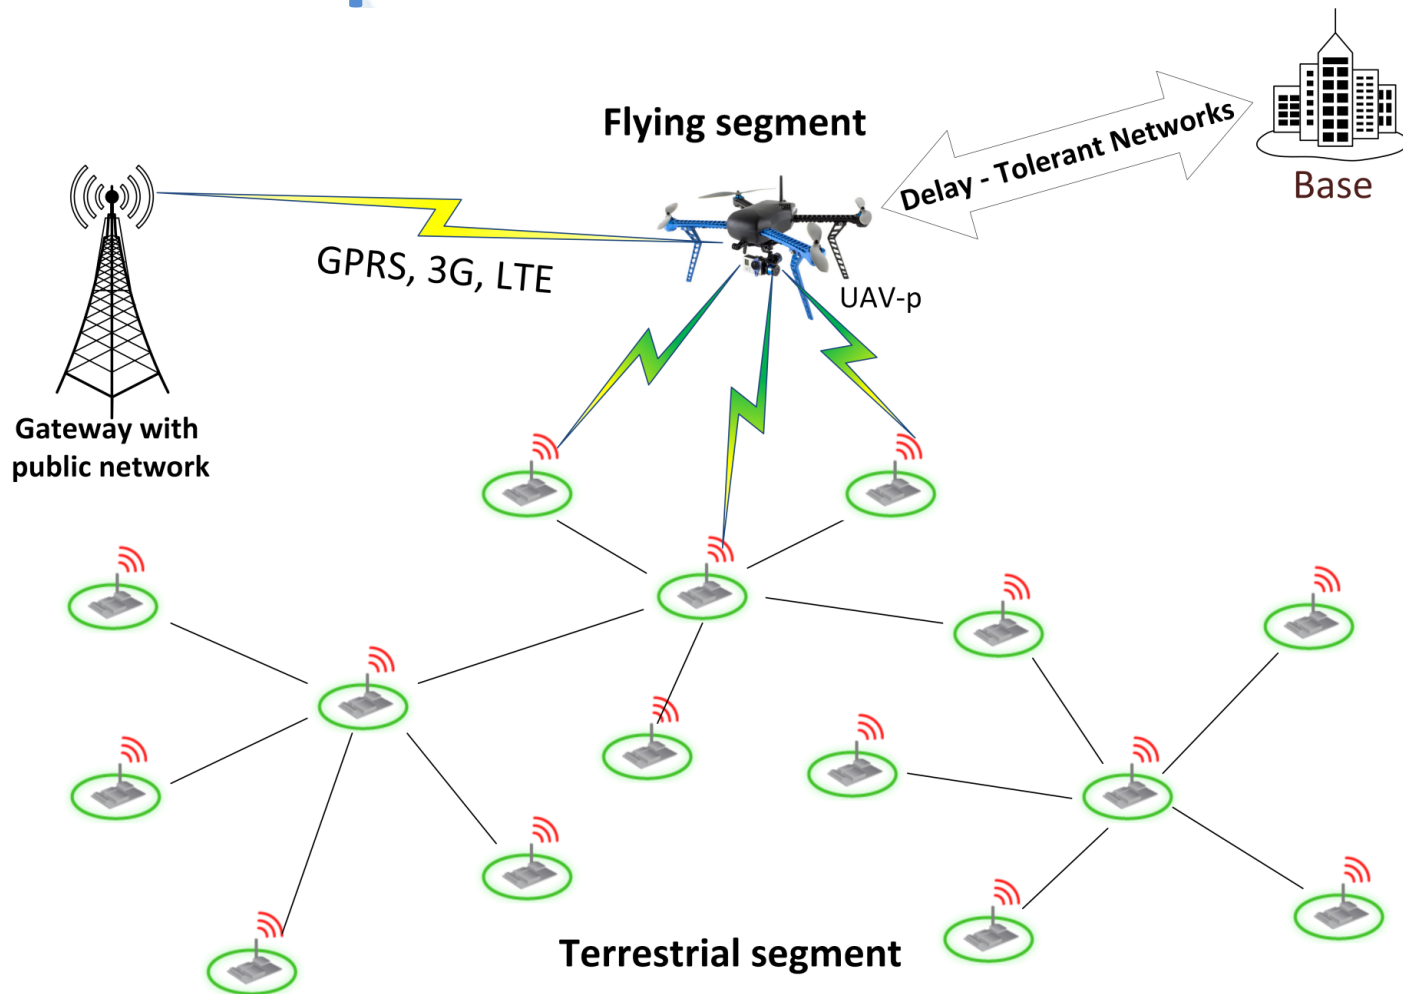 Flying segment
Delay - Tolerant Networks
Base
GPRS, 3G, LTE
UAV-p
Gateway with
public network
Terrestrial segment